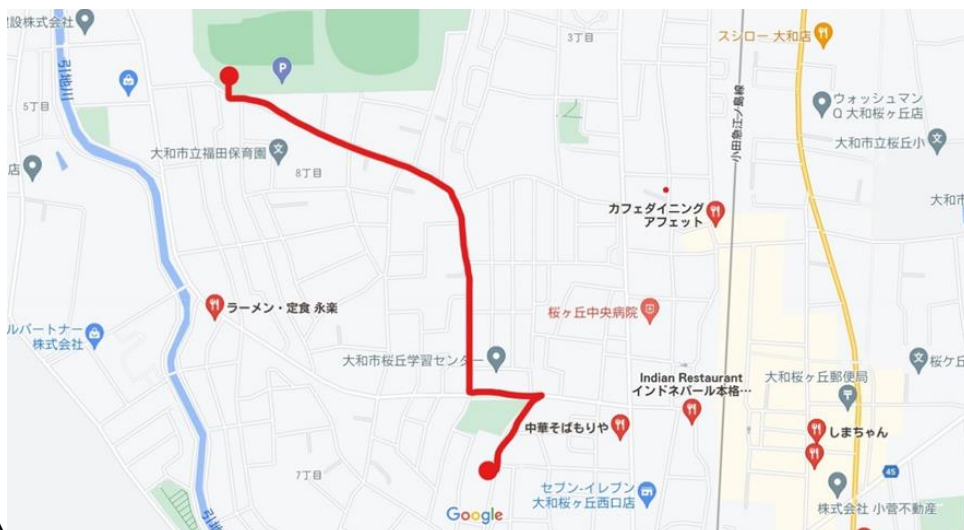 建設株式会社
引地川
5丁目
店
P
大和市立福田保育園
8丁目
3丁目
スシロー 大和店
小田急江ノ島線
ウォッシュマン
Q 大和桜ヶ丘店
大和市立桜丘小
大和市
カフェダイニング
アフェット
ラーメン・定食 永楽
ルパートナー
株式会社
桜ヶ丘中央病院
大和市桜丘学習センター
Indian Restaurant
インドネパール本格…
大和桜ヶ丘郵便局
桜ケ丘
中華そばもりや
しまちゃん
7丁目
セブン-イレブン
大和桜ヶ丘西口店
45
株式会社 小菅不動産
引地
Google